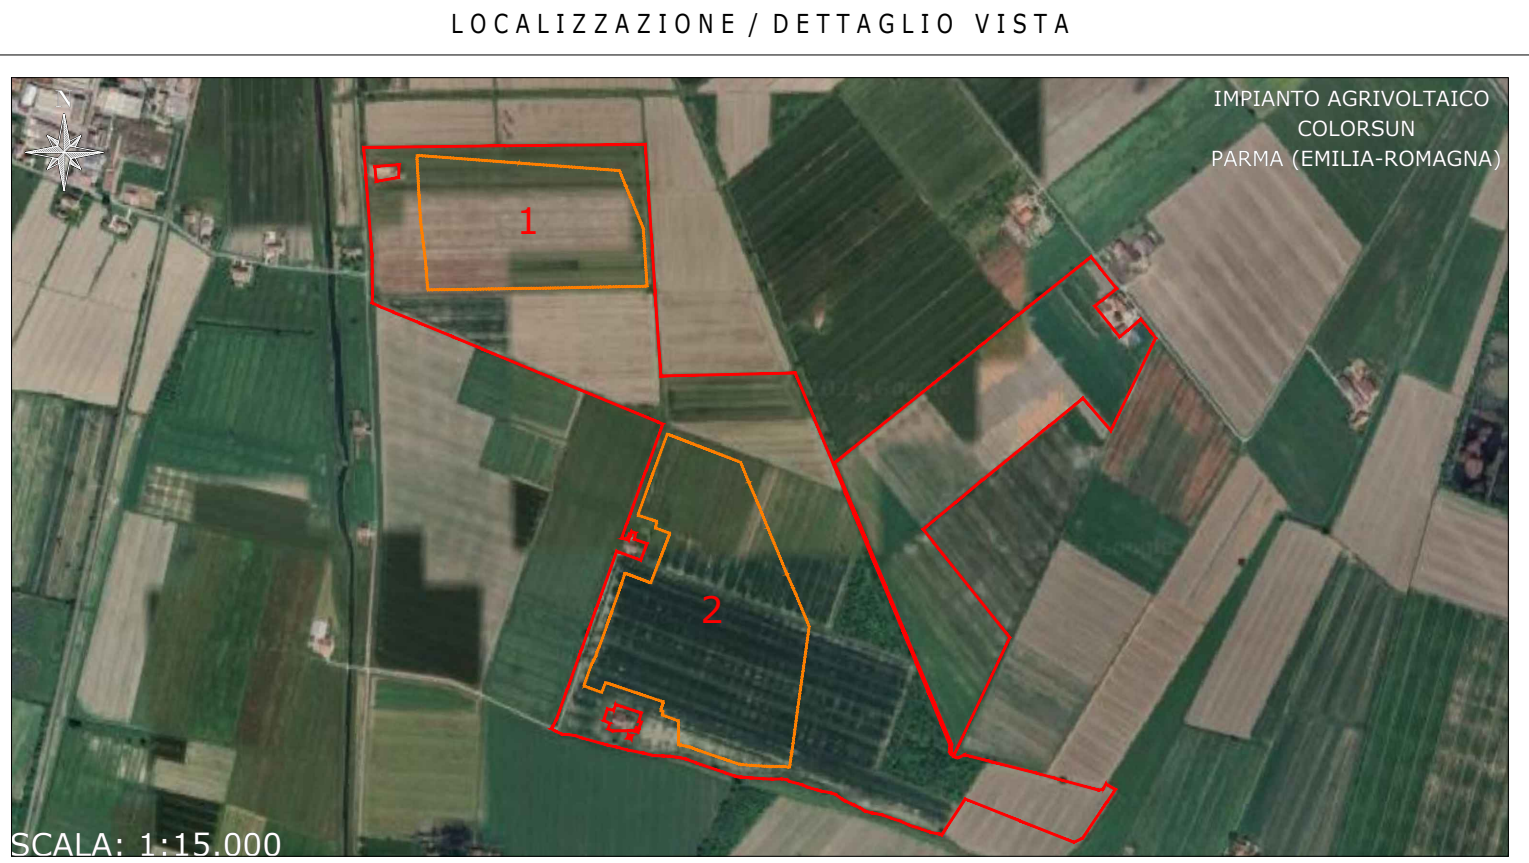 LOCALIZZAZIONE / DETTAGLIO VISTA
N
IMPIANTO AGRIVOLTAICO
COLORSUN
PARMA (EMILIA-ROMAGNA)
1
2
SCALA: 1:15.000